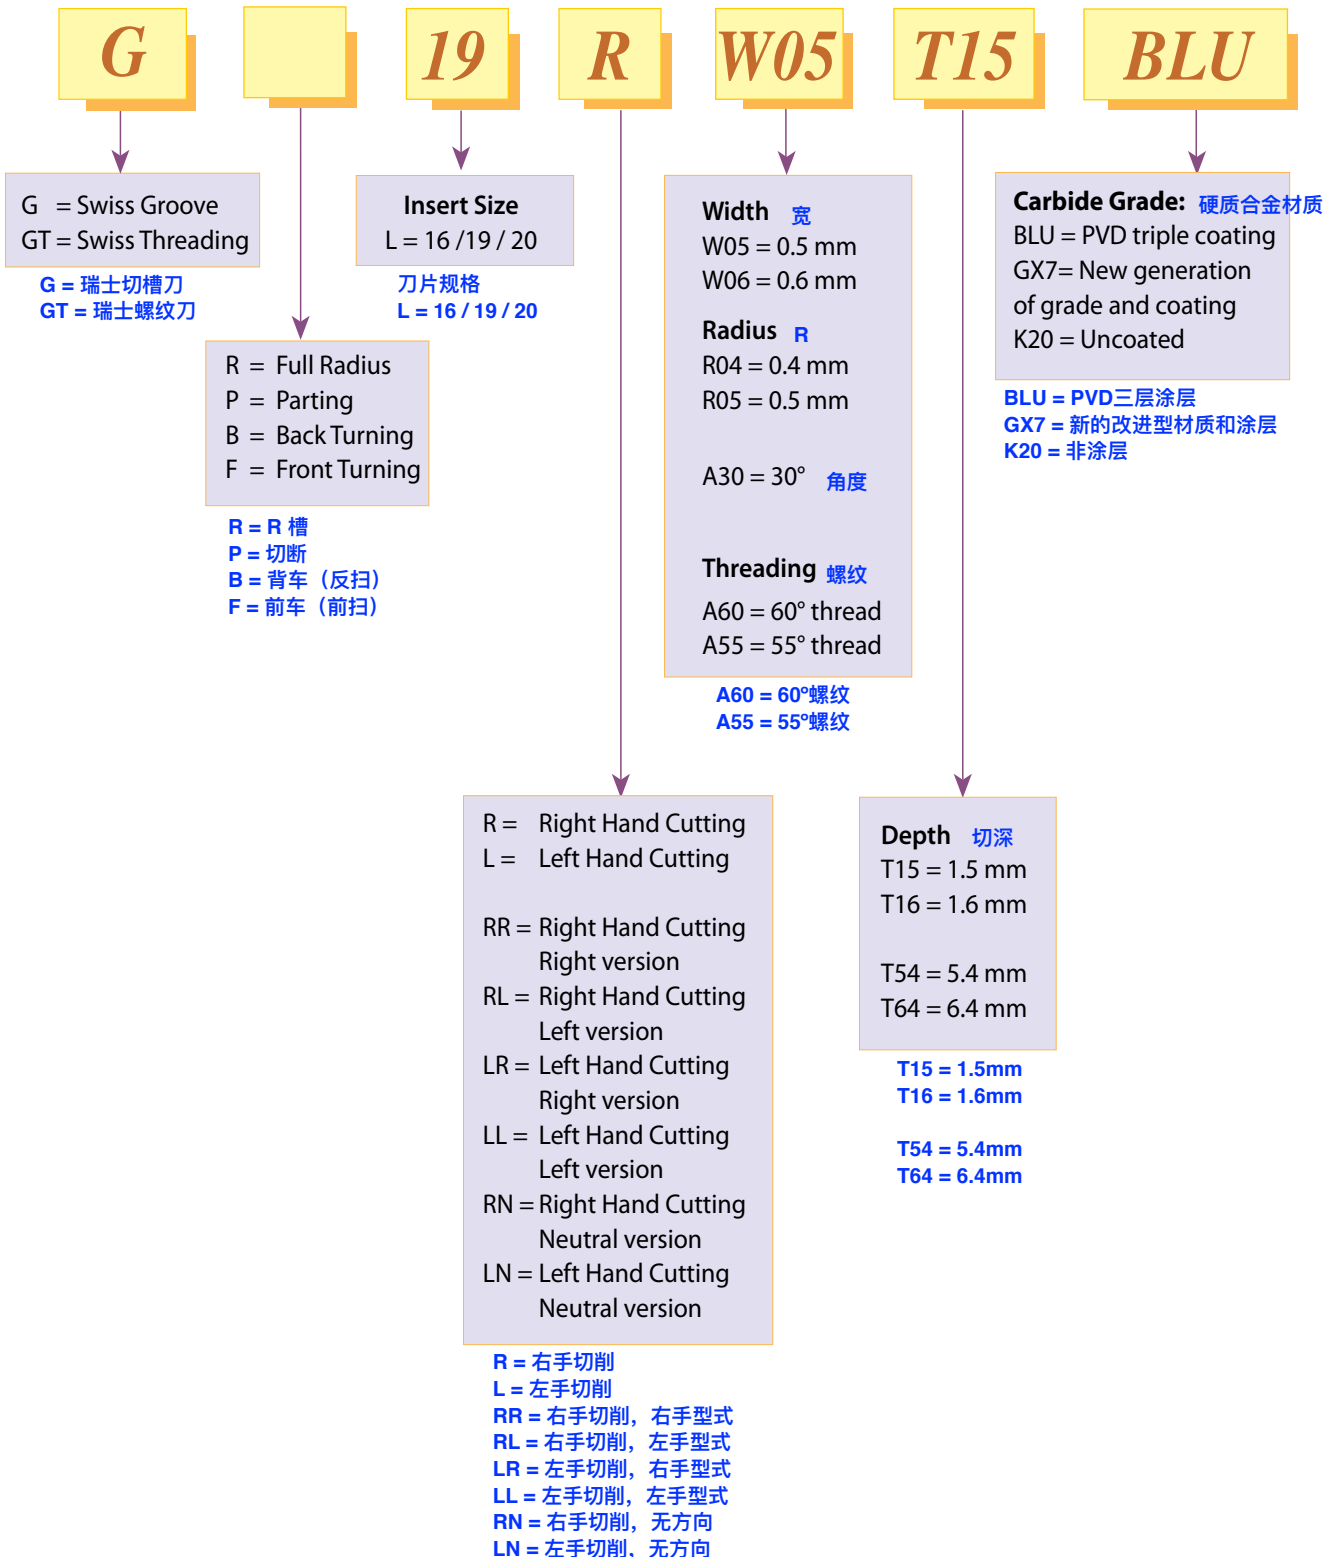 G 19 R W05 T15 BLU
G = Swiss Groove
GT = Swiss Threading
G = 瑞士切槽刀
GT = 瑞士螺纹刀
R = Full Radius
P = Parting
B = Back Turning
F = Front Turning
R = R 槽
P = 切断
B = 背车（反扫）
F = 前车（前扫）
Insert Size
L = 16 /19 / 20
刀片规格
L = 16 / 19 / 20
R = Right Hand Cutting
L = Left Hand Cutting
RR = Right Hand Cutting
Right version
RL = Right Hand Cutting
Left version
LR = Left Hand Cutting
Right version
LL = Left Hand Cutting
Left version
RN = Right Hand Cutting
Neutral version
LN = Left Hand Cutting
Neutral version
R = 右手切削
L = 左手切削
RR = 右手切削，右手型式
RL = 右手切削，左手型式
LR = 左手切削，右手型式
LL = 左手切削，左手型式
RN = 右手切削，无方向
LN = 左手切削，无方向
Width 宽
W05 = 0.5 mm
W06 = 0.6 mm
Radius R
R04 = 0.4 mm
R05 = 0.5 mm
A30 = 30° 角度
Threading 螺纹
A60 = 60° thread
A55 = 55° thread
A60 = 60º螺纹
A55 = 55º螺纹
Depth 切深
T15 = 1.5 mm
T16 = 1.6 mm
T54 = 5.4 mm
T64 = 6.4 mm
T15 = 1.5mm
T16 = 1.6mm
T54 = 5.4mm
T64 = 6.4mm
Carbide Grade: 硬质合金材质
BLU = PVD triple coating
GX7= New generation
of grade and coating
K20 = Uncoated
BLU = PVD三层涂层
GX7 = 新的改进型材质和涂层
K20 = 非涂层